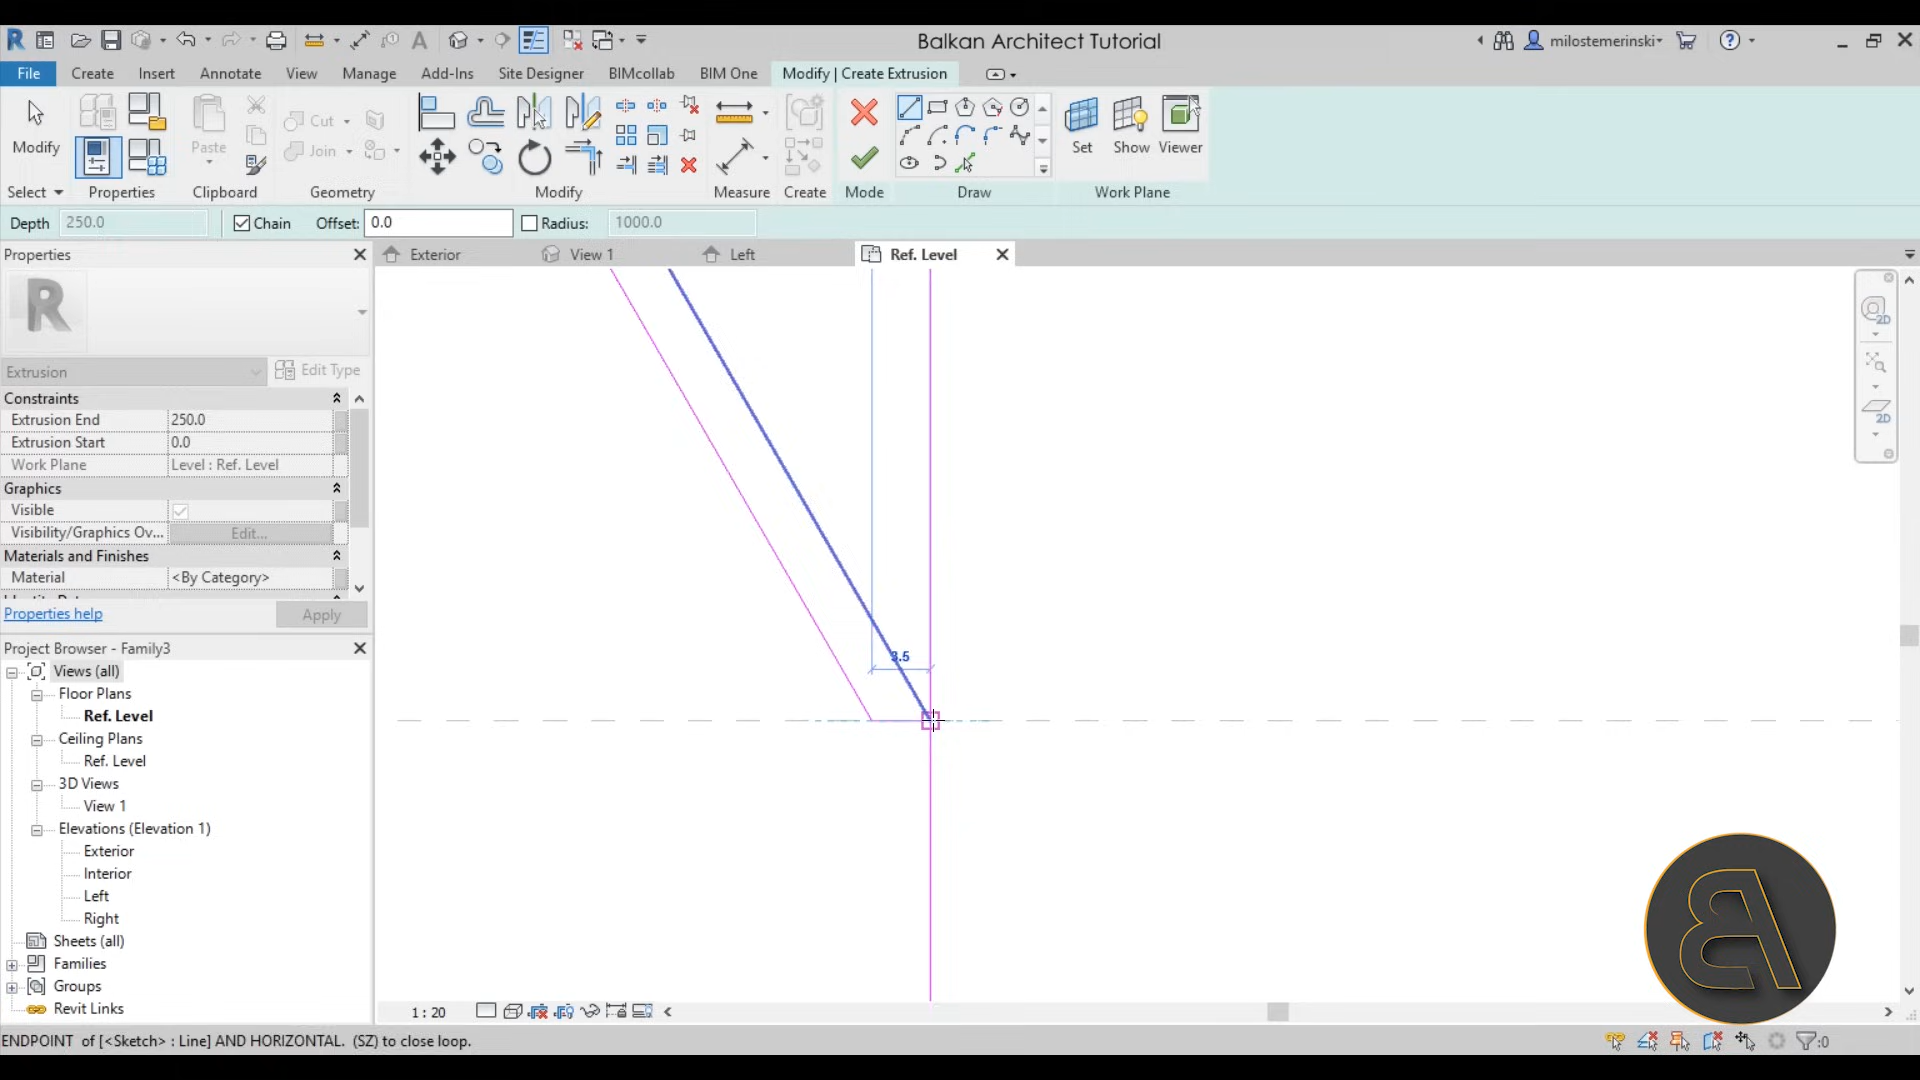 Balkan Architect Tutorial
milostemerinski
File Create Insert Annotate View Manage Add-Ins Site Designer BIMcollab BIM One Modify | Create Extrusion
Cut
Join
Modify Paste Set Show Viewer
Select Properties Clipboard Geometry Modify Measure Create Mode Draw Work Plane
Depth 250.0 Chain Offset: 0.0 Radius: 1000.0
Properties
Exterior View 1 Left Ref. Level
Extrusion Edit Type
Constraints
Extrusion End 250.0
Extrusion Start 0.0
Work Plane Level : Ref. Level
Graphics
Visible
Visibility/Graphics Ov... Edit...
Materials and Finishes
Material <By Category>
Properties help Apply
3.5
2D
2D
Project Browser - Family3
Views (all)
Floor Plans
Ref. Level
Ceiling Plans
Ref. Level
3D Views
View 1
Elevations (Elevation 1)
Exterior
Interior
Left
Right
Sheets (all)
Families
Groups
Revit Links
1 : 20
ENDPOINT of [<Sketch> : Line] AND HORIZONTAL. (SZ) to close loop.
:0